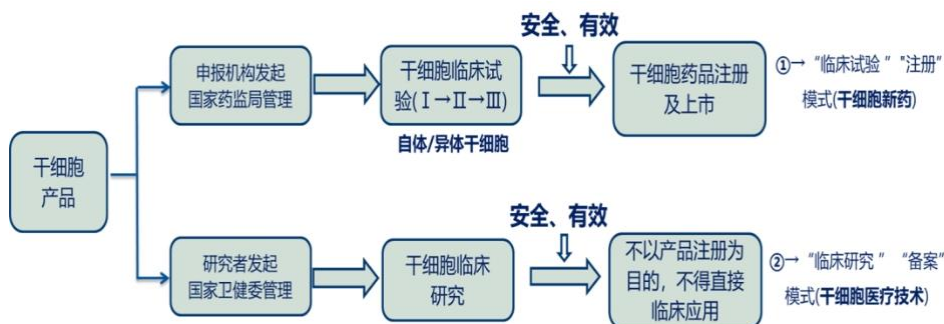 干细胞
产品
申报机构发起
国家药监局管理
干细胞临床试
验(Ⅰ→Ⅱ→Ⅲ)
自体/异体干细胞
安全、有效
干细胞药品注册
及上市
①→“临床试验 ”"注册”
模式(干细胞新药)
研究者发起
国家卫健委管理
干细胞临床
研究
安全、有效
不以产品注册为
目的，不得直接
临床应用
②→“临床研究 ” “备案”
模式(干细胞医疗技术)